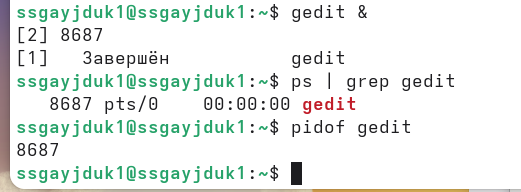 ssgayjduk1@ssgayjduk1:~$ gedit &
[2] 8687
[1]   Завершён            gedit
ssgayjduk1@ssgayjduk1:~$ ps | grep gedit
   8687 pts/0    00:00:00 gedit
ssgayjduk1@ssgayjduk1:~$ pidof gedit
8687
ssgayjduk1@ssgayjduk1:~$